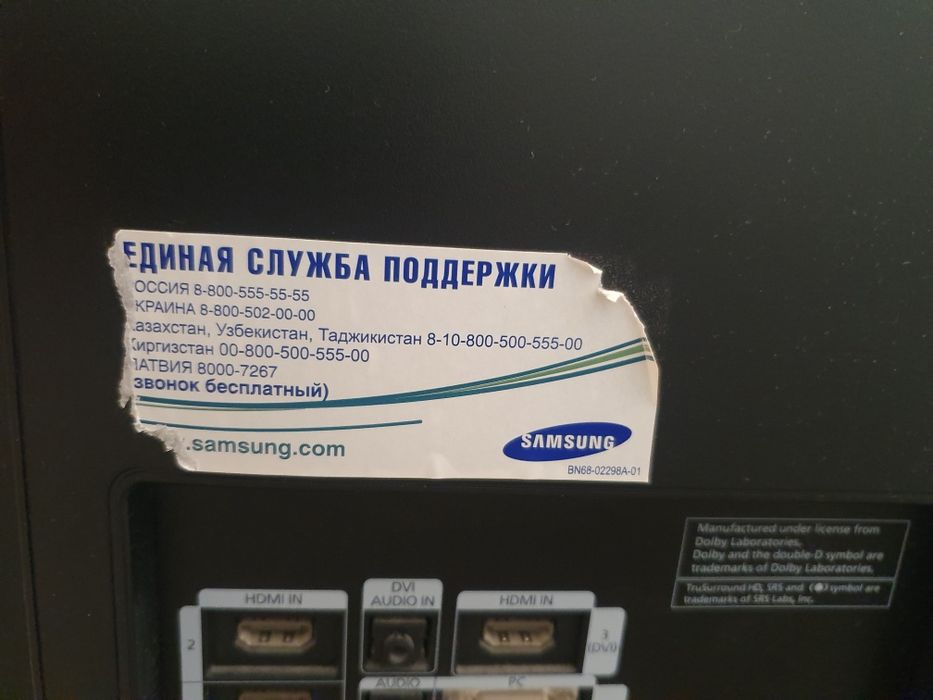 ЕДИНАЯ СЛУЖБА ПОДДЕРЖКИ
ОССИЯ 8-800-555-55-55
КРАИНА 8-800-502-00-00
азахстан, Узбекистан, Таджикистан 8-10-800-500-555-00
иргизстан 00-800-500-555-00
АТВИЯ 8000-7267
звонок бесплатный)
.samsung.com
SAMSUNG
BN68-02298A-01
Manufactured under license from
Dolby Laboratories.
Dolby and the double-D symbol are
trademarks of Dolby Laboratories.
TruSurround HD, SRS and (●) symbol are
trademarks of SRS Labs, Inc.
HDMI IN
DVI
AUDIO IN
HDMI IN
2
3
(DVI)
AUDIO
PC